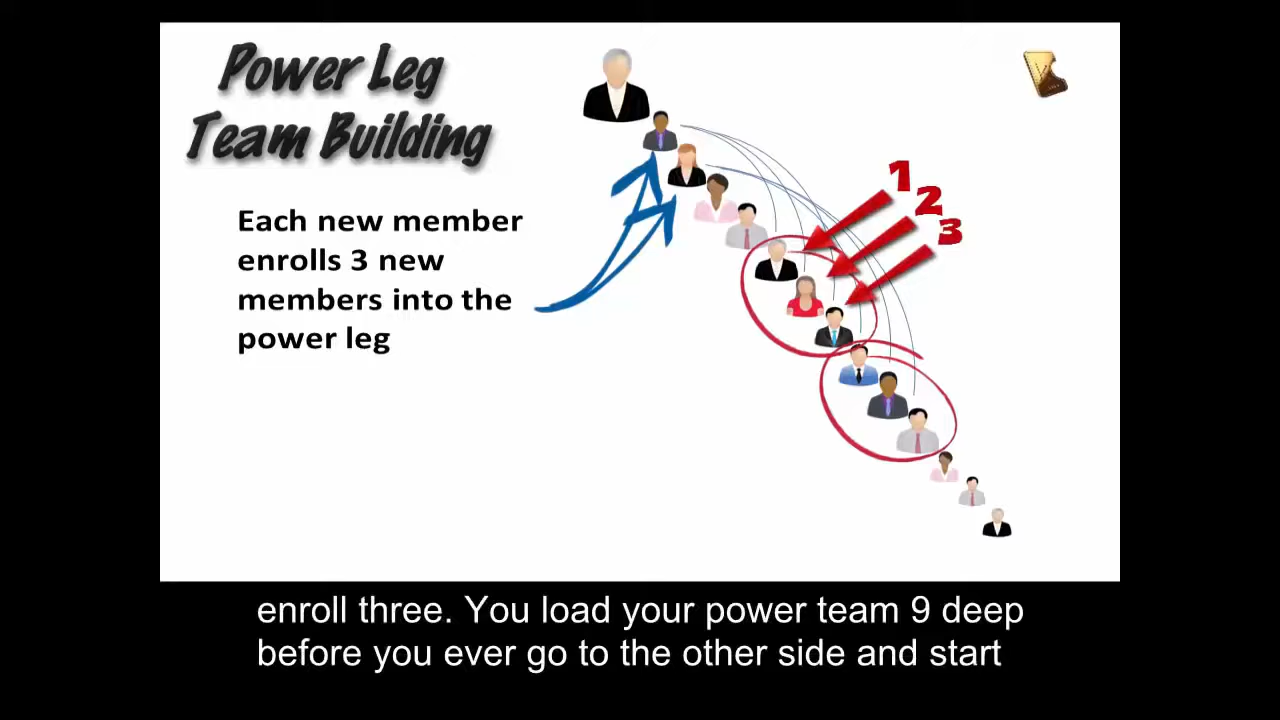 Power Leg
Team Building
Each new member
enrolls 3 new
members into the
power leg
1
2
3
enroll three. You load your power team 9 deep
before you ever go to the other side and start